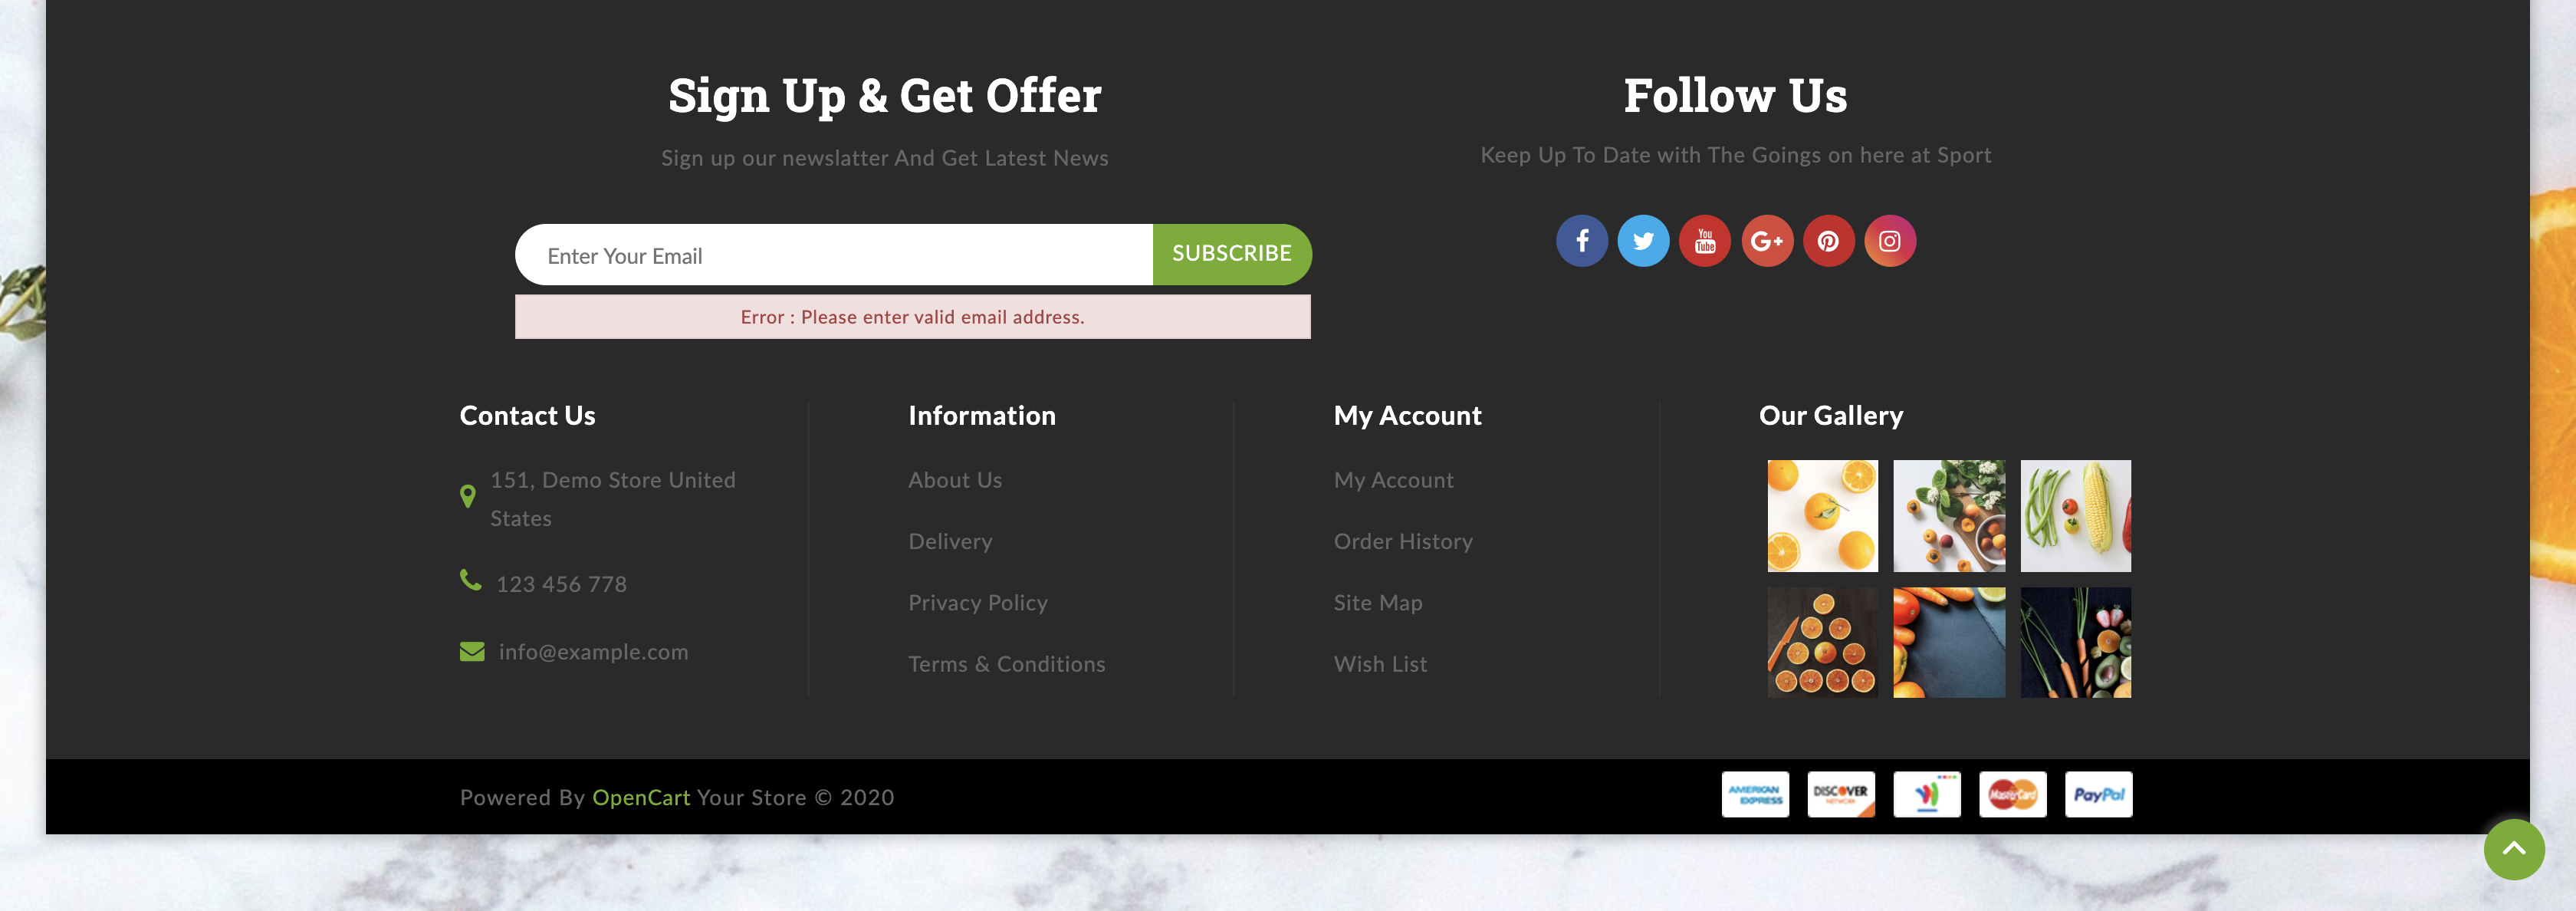 Sign Up & Get Offer
Sign up our newslatter And Get Latest News
Enter Your Email
SUBSCRIBE
Error : Please enter valid email address.
Follow Us
Keep Up To Date with The Goings on here at Sport
You
Tube
G+
Contact Us
151, Demo Store United
States
123 456 778
info@example.com
Information
About Us
Delivery
Privacy Policy
Terms & Conditions
My Account
My Account
Order History
Site Map
Wish List
Our Gallery
Powered By OpenCart Your Store © 2020
AMERICAN
EXPRESS
DISCOVER
NETWORK
MasterCard
PayPal